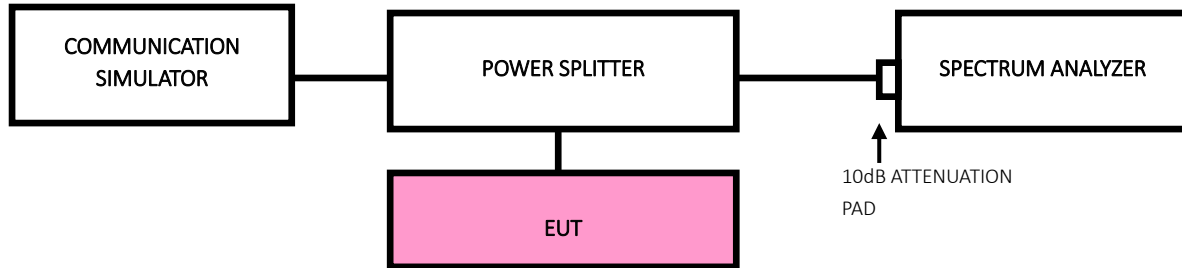 COMMUNICATION
SIMULATOR
POWER SPLITTER
SPECTRUM ANALYZER
10dB ATTENUATION
PAD
EUT